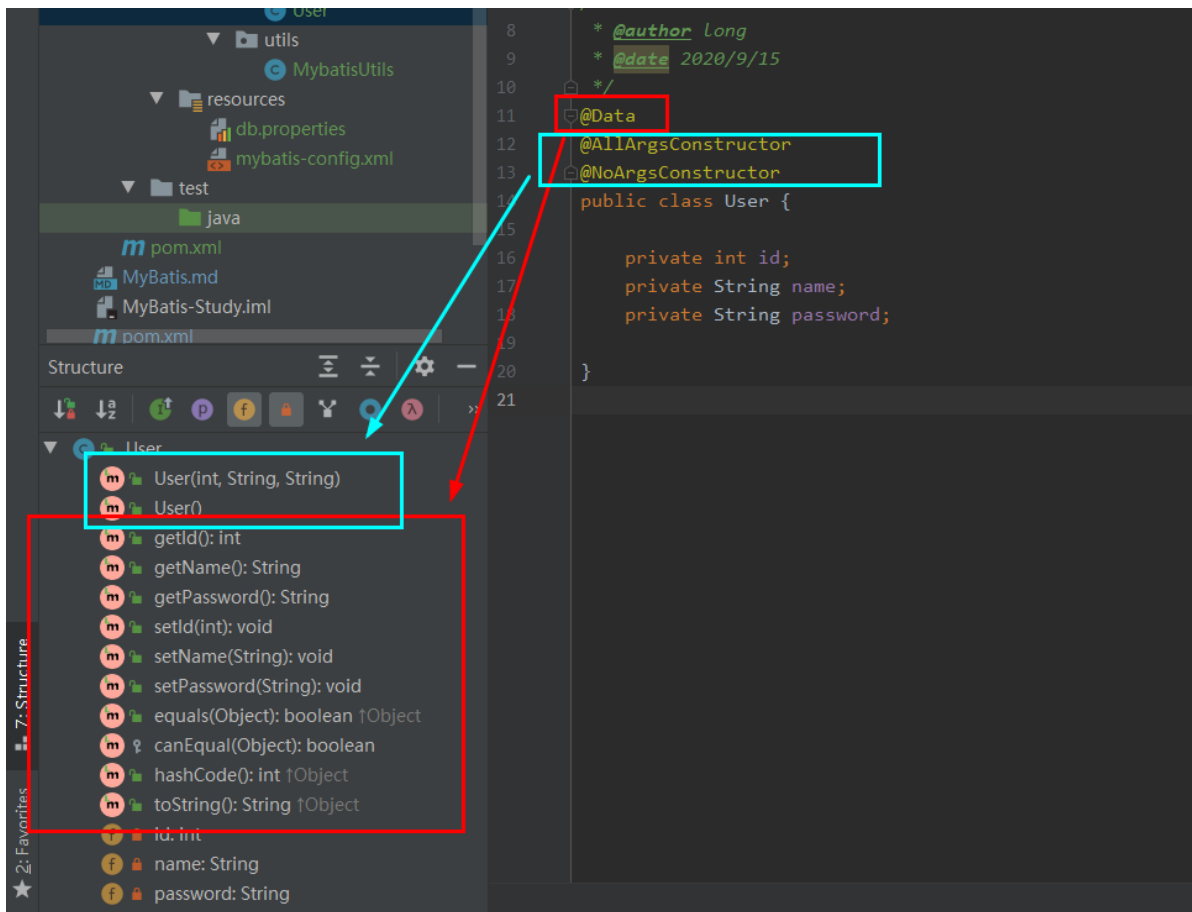 User
utils
MybatisUtils
resources
db.properties
mybatis-config.xml
test
java
pom.xml
MyBatis.md
MyBatis-Study.iml
pom.xml
Structure
User
User(int, String, String)
User()
getId(): int
getName(): String
getPassword(): String
setId(int): void
setName(String): void
setPassword(String): void
equals(Object): boolean ↑Object
canEqual(Object): boolean
hashCode(): int ↑Object
toString(): String ↑Object
id: int
name: String
password: String
7: Structure
2: Favorites
8 * @author long
9 * @date 2020/9/15
10 */
11 @Data
12 @AllArgsConstructor
13 @NoArgsConstructor
14 public class User {
15
16 private int id;
17 private String name;
18 private String password;
19
20 }
21